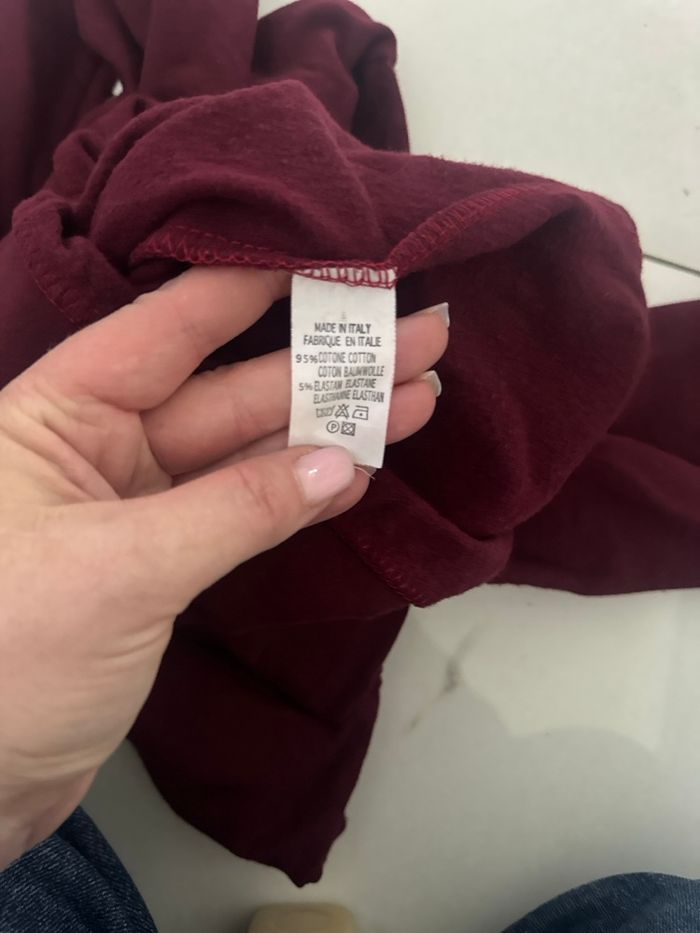 MADE IN ITALY
FABRIQUE EN ITALIE
95% COTONE COTTON
COTON BAUMWOLLE
5% ELASTAM ELASTANE
ELASTHANNE ELASTHAN
P